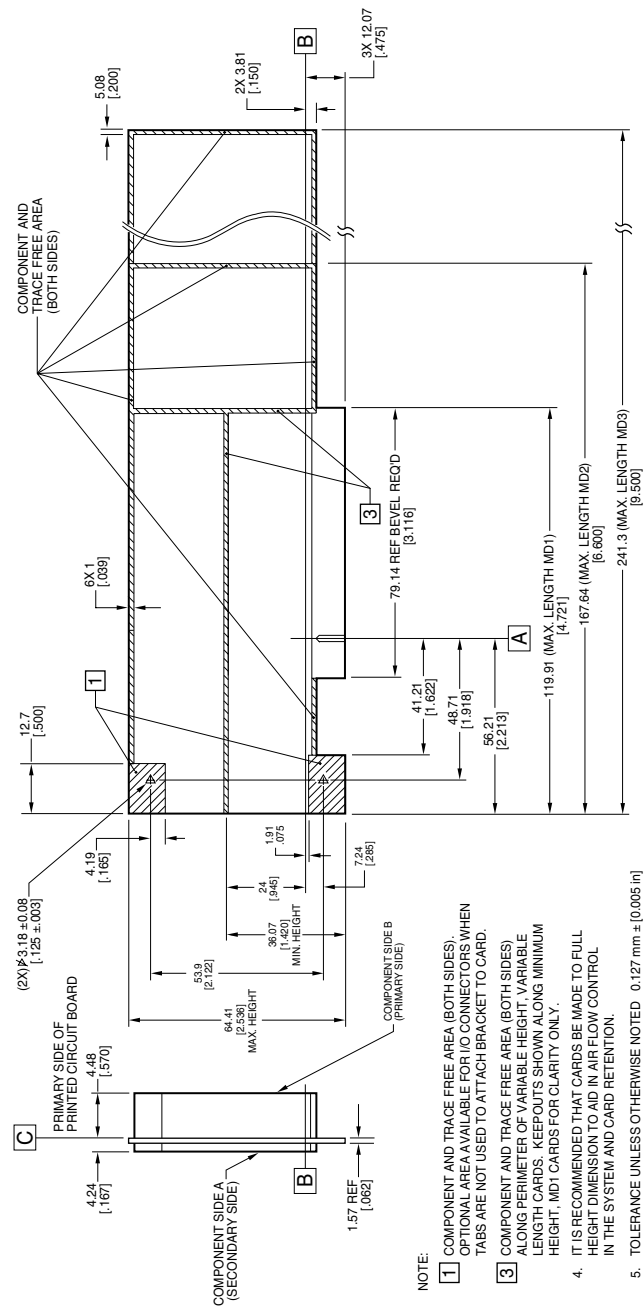 C
PRIMARY SIDE OF
PRINTED CIRCUIT BOARD
4.24
[.167]
4.48
[.570]
COMPONENT SIDE A
(SECONDARY SIDE)
COMPONENT SIDE B
(PRIMARY SIDE)
B
1.57 REF
[.062]
(2X) 3.18 ±0.08
[.125 ±.003]
12.7
[.500]
4.19
[.165]
1
6X 1
[.039]
COMPONENT AND
TRACE FREE AREA
(BOTH SIDES)
5.08
[.200]
64.41
[2.536]
MAX. HEIGHT
53.9
[2.122]
36.07
[1.420]
MIN. HEIGHT
24
[.945]
1.91
.075
7.24
[.285]
3
2X 3.81
[.150]
B
3X 12.07
[.475]
79.14 REF BEVEL REQ'D
[3.116]
A
41.21
[1.622]
48.71
[1.918]
56.21
[2.213]
119.91 (MAX. LENGTH MD1)
[4.721]
167.64 (MAX. LENGTH MD2)
[6.600]
241.3 (MAX. LENGTH MD3)
[9.500]
NOTE:
1 COMPONENT AND TRACE FREE AREA (BOTH SIDES).
OPTIONAL AREA AVAILABLE FOR I/O CONNECTORS WHEN
TABS ARE NOT USED TO ATTACH BRACKET TO CARD.
3 COMPONENT AND TRACE FREE AREA (BOTH SIDES)
ALONG PERIMETER OF VARIABLE HEIGHT, VARIABLE
LENGTH CARDS. KEEPOUTS SHOWN ALONG MINIMUM
HEIGHT, MD1 CARDS FOR CLARITY ONLY.
4. IT IS RECOMMENDED THAT CARDS BE MADE TO FULL
HEIGHT DIMENSION TO AID IN AIR FLOW CONTROL
IN THE SYSTEM AND CARD RETENTION.
5. TOLERANCE UNLESS OTHERWISE NOTED 0.127 mm ± [0.005 in]